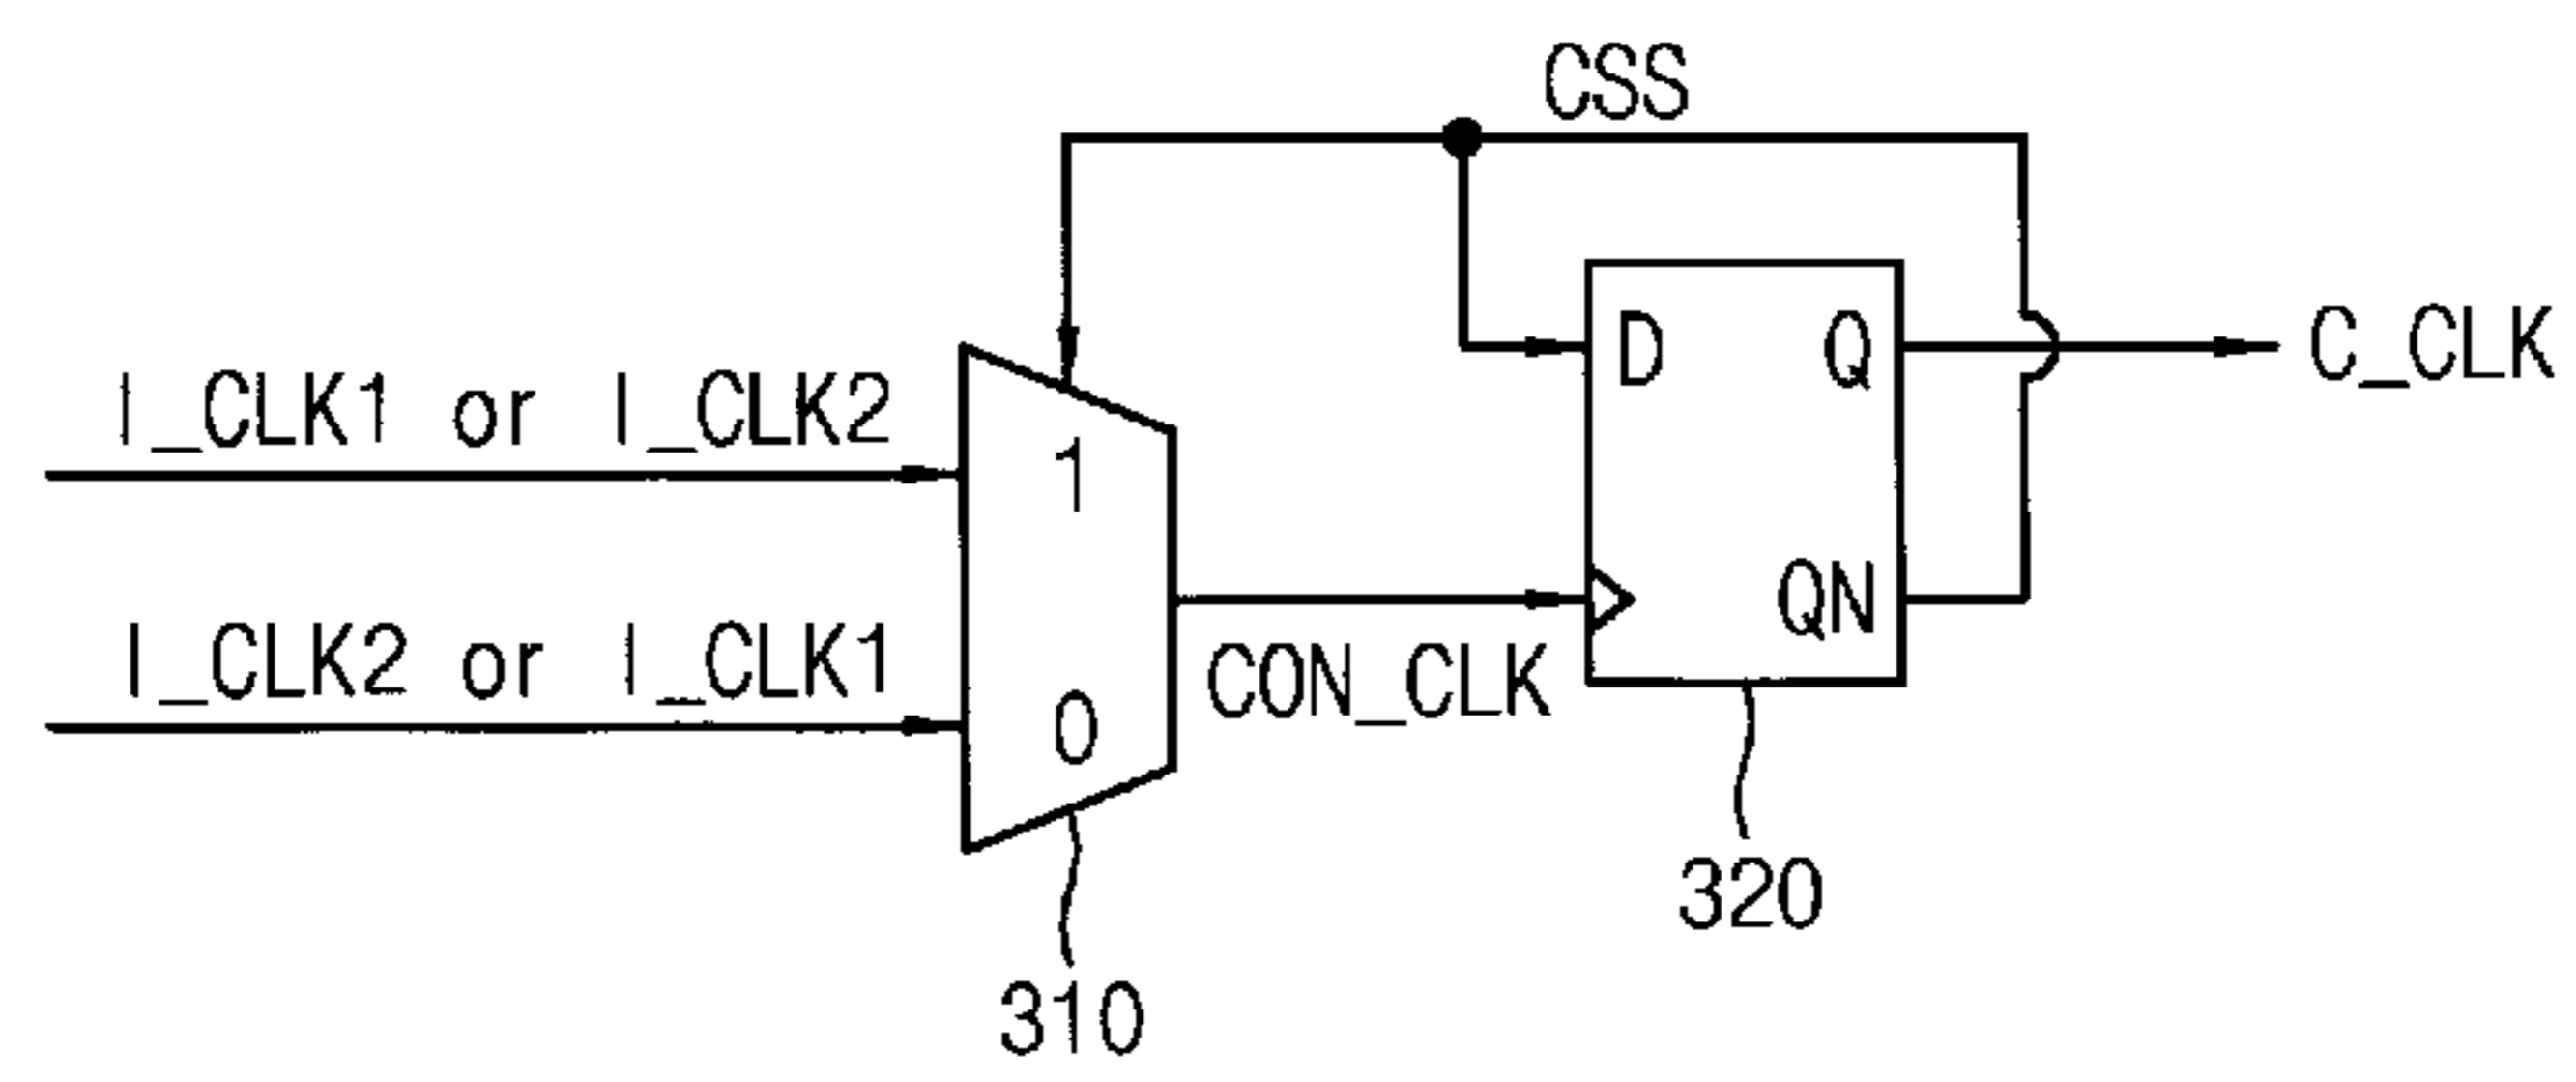 CSS
I_CLK1 or I_CLK2
1
D
Q
C_CLK
I_CLK2 or I_CLK1
0
CON_CLK
QN
320
310